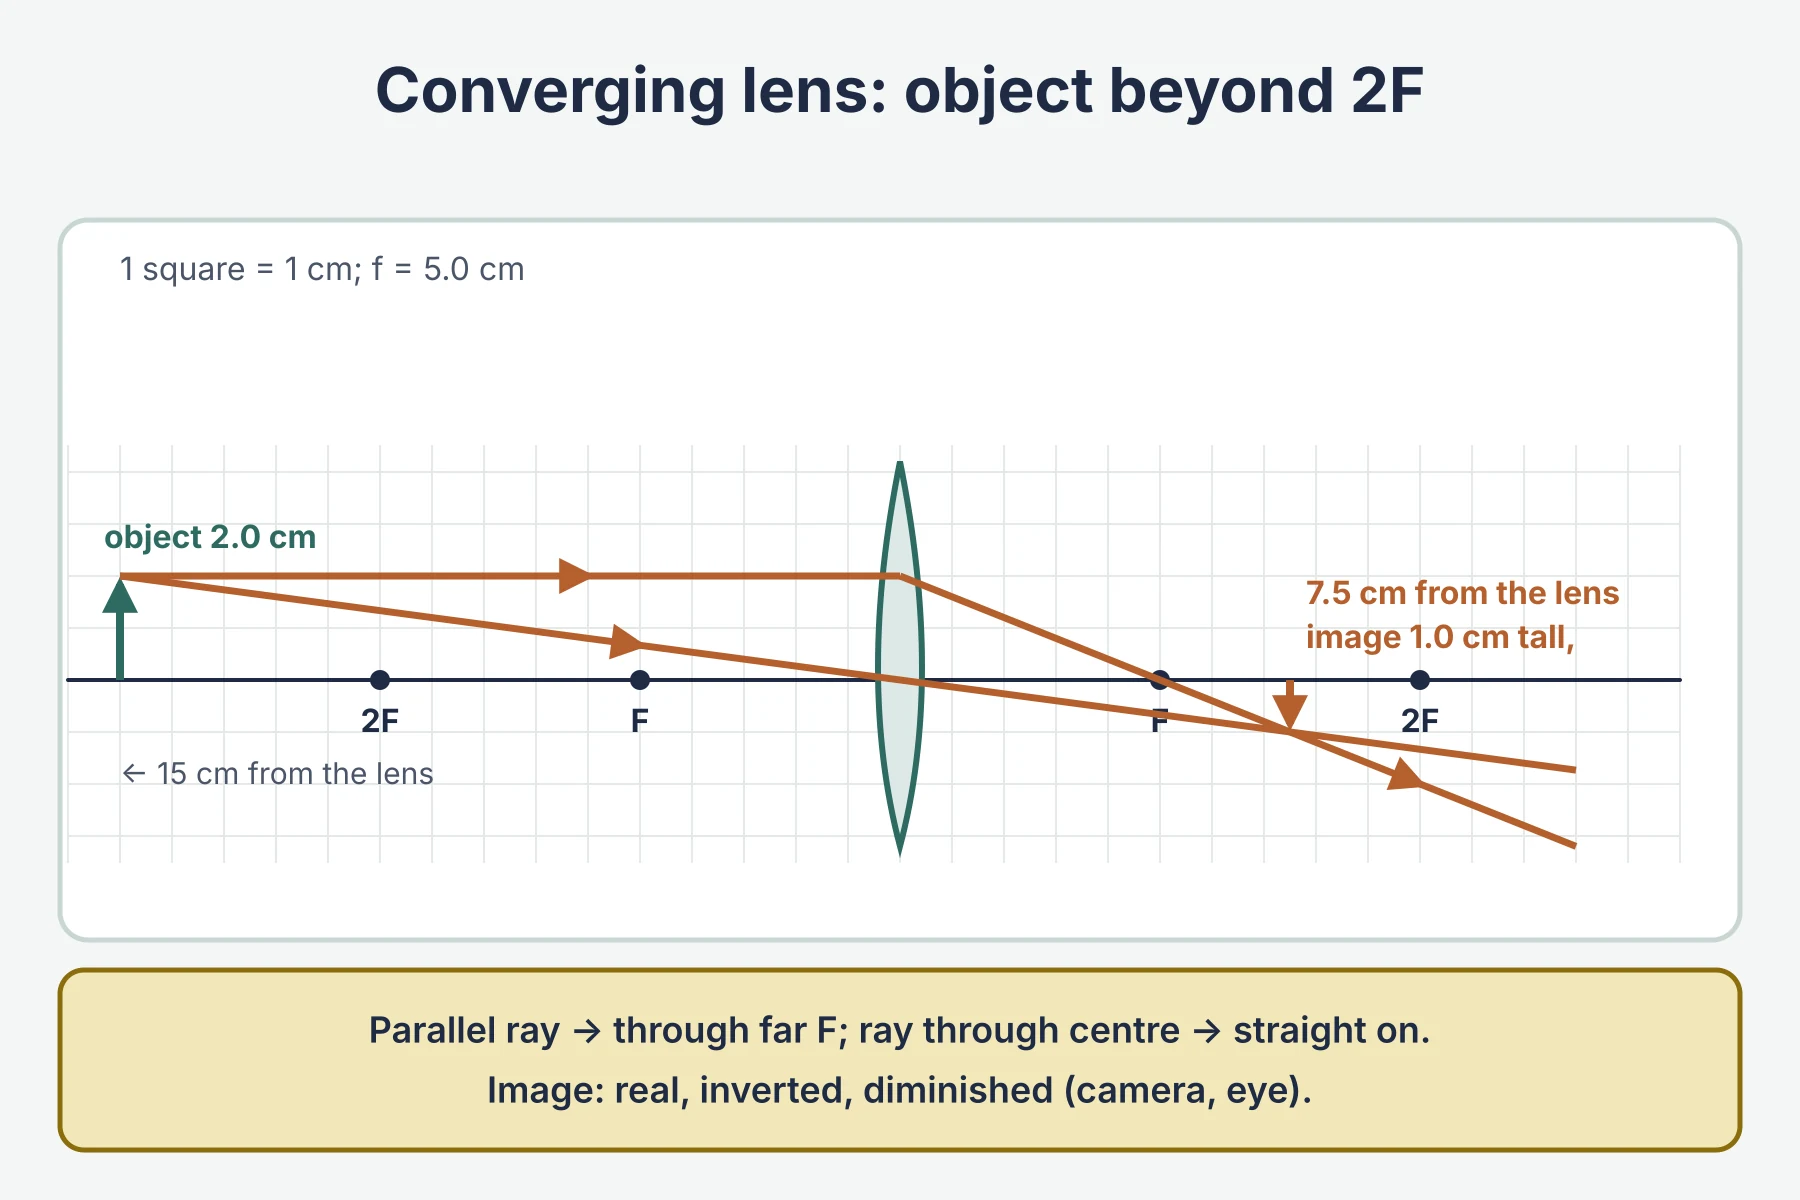 Converging lens: object beyond 2F
1 square = 1 cm; f = 5.0 cm
object 2.0 cm
7.5 cm from the lens
image 1.0 cm tall,
2F
F
F
2F
← 15 cm from the lens
Parallel ray → through far F; ray through centre → straight on.
Image: real, inverted, diminished (camera, eye).